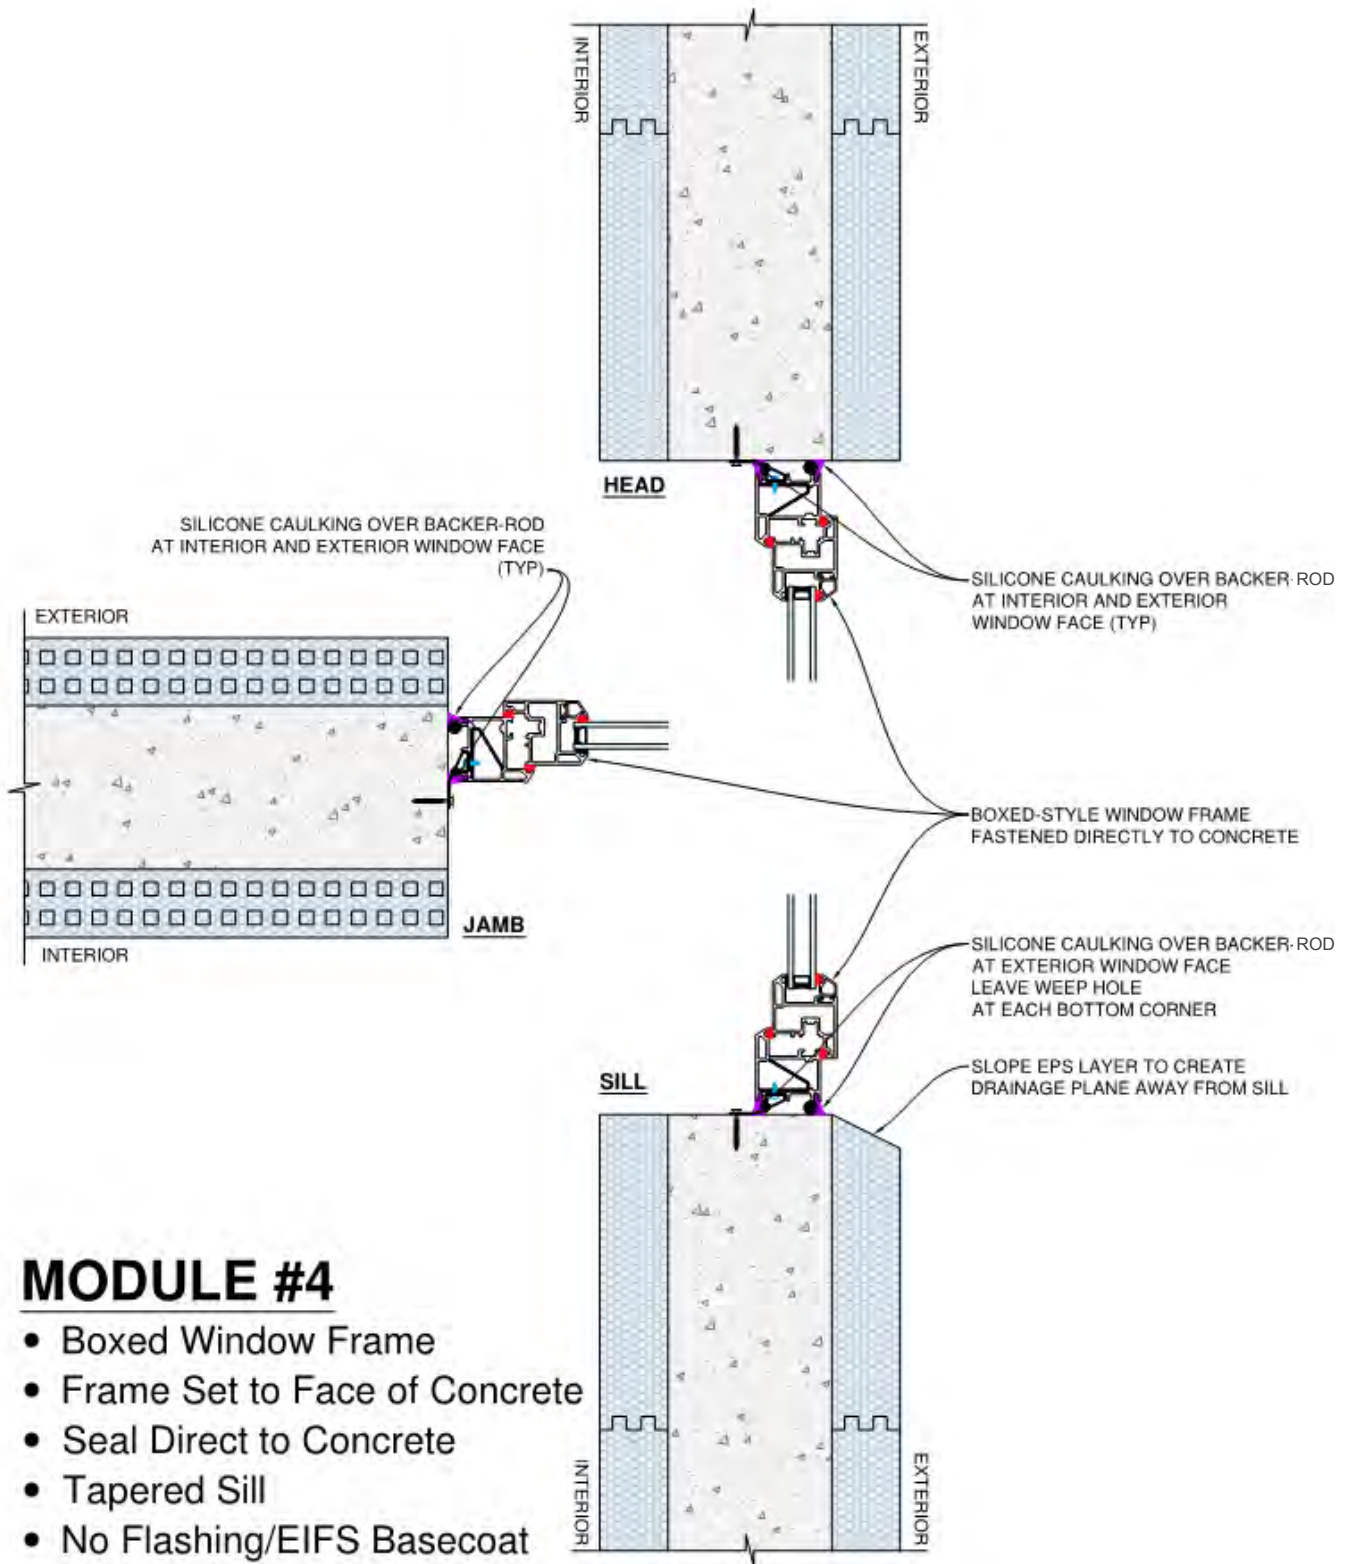 INTERIOR
EXTERIOR
HEAD
SILICONE CAULKING OVER BACKER-ROD
AT INTERIOR AND EXTERIOR WINDOW FACE
(TYP)
SILICONE CAULKING OVER BACKER-ROD
AT INTERIOR AND EXTERIOR
WINDOW FACE (TYP)
EXTERIOR
JAMB
INTERIOR
BOXED-STYLE WINDOW FRAME
FASTENED DIRECTLY TO CONCRETE
SILICONE CAULKING OVER BACKER-ROD
AT EXTERIOR WINDOW FACE
LEAVE WEEP HOLE
AT EACH BOTTOM CORNER
SLOPE EPS LAYER TO CREATE
DRAINAGE PLANE AWAY FROM SILL
SILL
INTERIOR
EXTERIOR
MODULE #4
• Boxed Window Frame
• Frame Set to Face of Concrete
• Seal Direct to Concrete
• Tapered Sill
• No Flashing/EIFS Basecoat